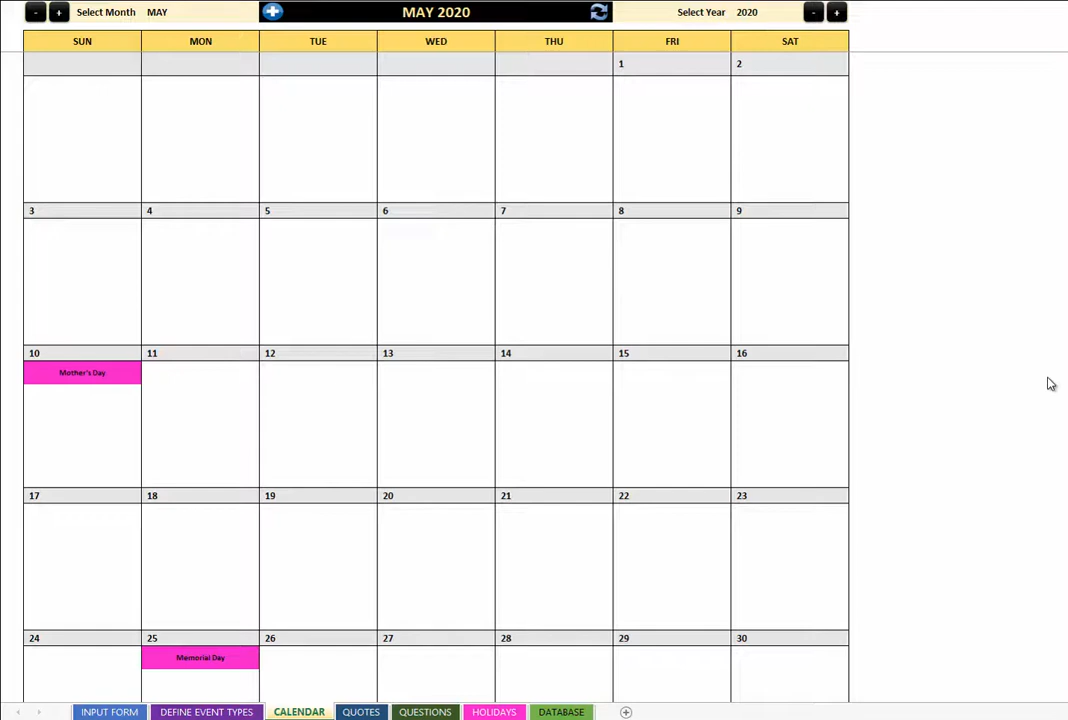 - + Select Month MAY MAY 2020 Select Year 2020 - +
SUN MON TUE WED THU FRI SAT
1 2
3 4 5 6 7 8 9
10 11 12 13 14 15 16
Mother's Day
17 18 19 20 21 22 23
24 25 26 27 28 29 30
Memorial Day
INPUT FORM DEFINE EVENT TYPES CALENDAR QUOTES QUESTIONS HOLIDAYS DATABASE